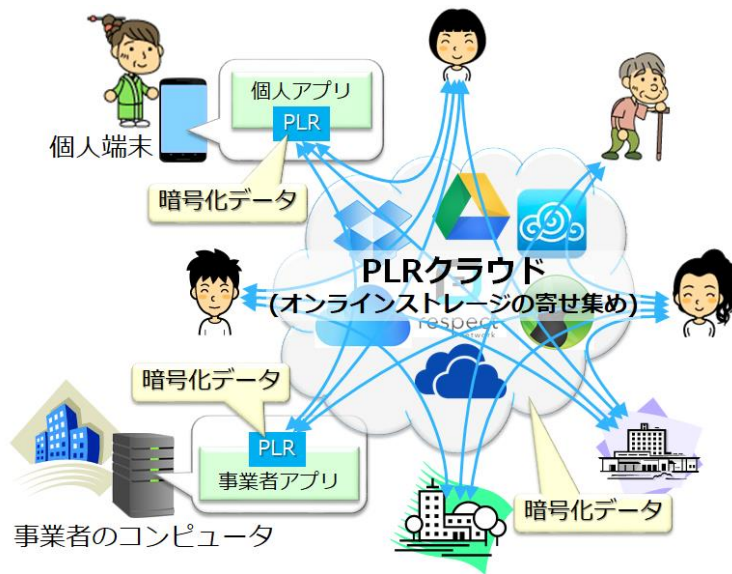 個人アプリ
PLR
個人端末
暗号化データ
PLRクラウド
(オンラインストレージの寄せ集め)
respect
network
暗号化データ
PLR
事業者アプリ
暗号化データ
事業者のコンピュータ